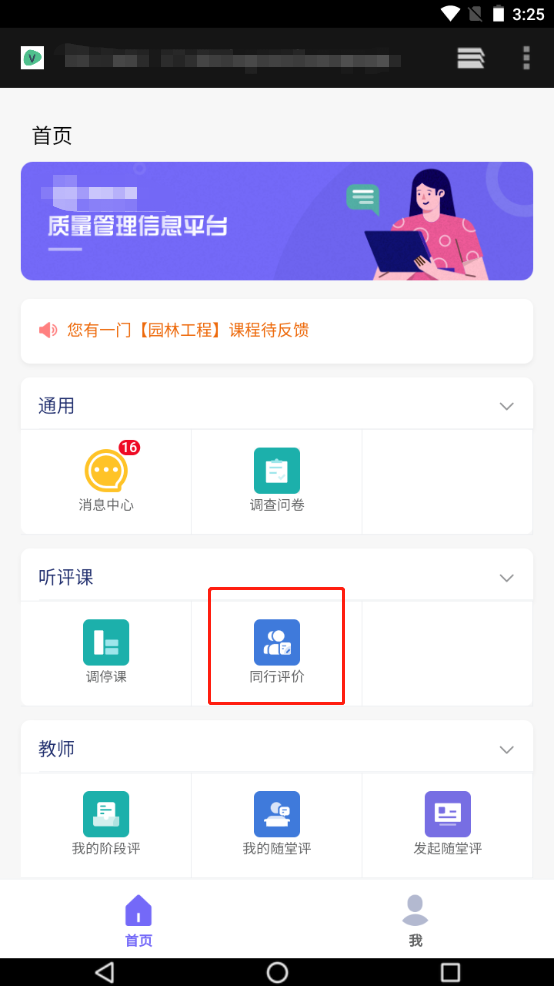 3:25
V
首页
质量管理信息平台
您有一门【园林工程】课程待反馈
通用
16
消息中心
调查问卷
听评课
调停课
同行评价
教师
我的阶段评
我的随堂评
发起随堂评
首页
我